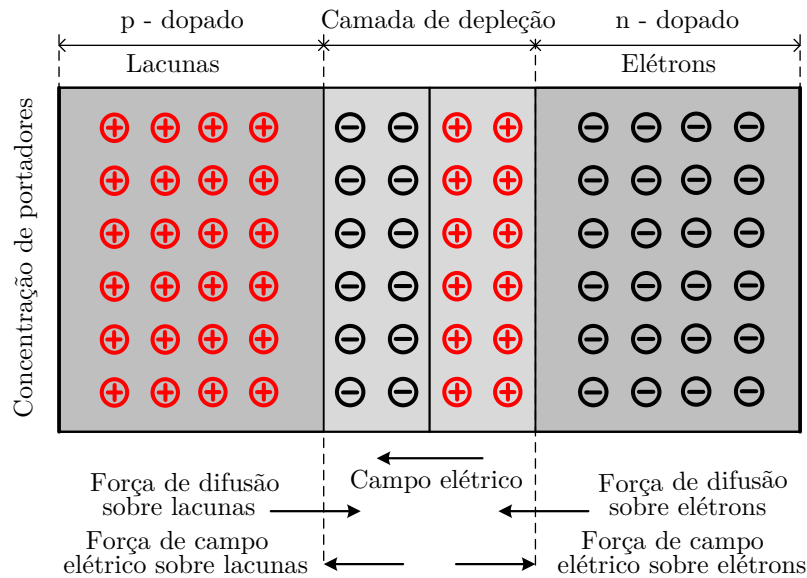 p - dopado
Camada de depleção
n - dopado
Lacunas
Elétrons
Concentração de portadores
Campo elétrico
Força de difusão
sobre lacunas
Força de difusão
sobre elétrons
Força de campo
elétrico sobre lacunas
Força de campo
elétrico sobre elétrons